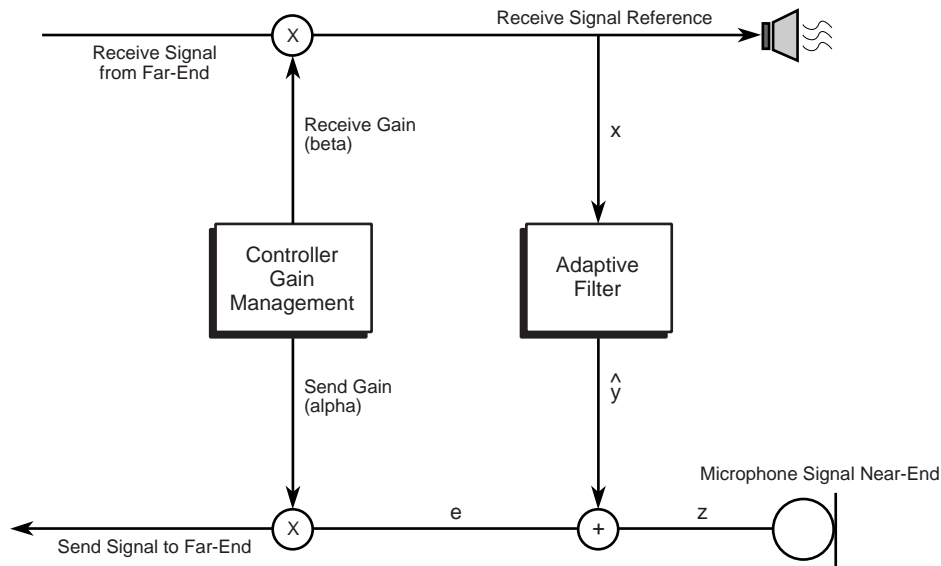 Receive Signal Reference
X
Receive Signal
from Far-End
Receive Gain
(beta)
x
Controller
Gain
Management
Adaptive
Filter
Send Gain
(alpha)
^
y
Microphone Signal Near-End
X
e
+
z
Send Signal to Far-End